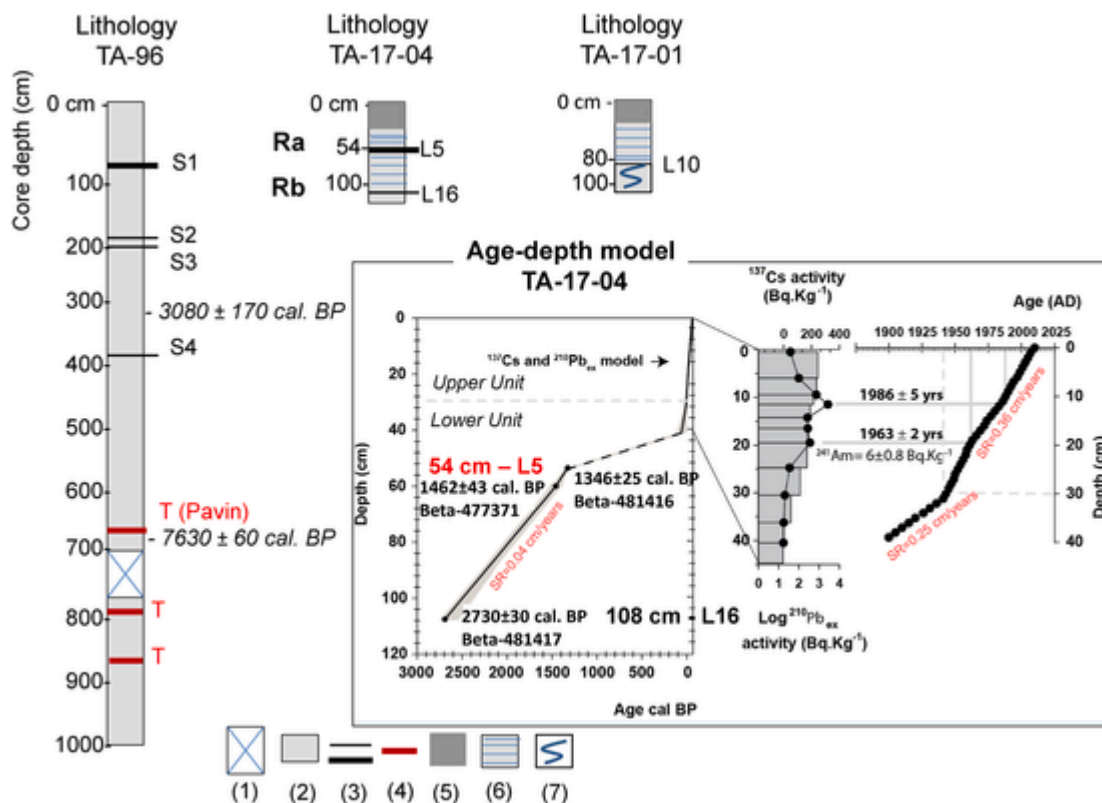 Lithology
TA-96
Lithology
TA-17-04
Lithology
TA-17-01
Core depth (cm)
0 cm
100
200
300
400
500
600
700
800
900
1000
cm
S1
S2
S3
3080 ± 170 cal. BP
S4
T (Pavin)
7630 ± 60 cal. BP
T
T
0 cm
Ra
54
L5
100
Rb
L16
0 cm
80
L10
100
Age-depth model
TA-17-04
Depth (cm)
0
20
40
60
80
100
120
3000 2500 2000 1500 1000 500 0
Age cal BP
137Cs and 210Pbex model
Upper Unit
Lower Unit
54 cm – L5
1462±43 cal. BP
Beta-477371
1346±25 cal. BP
Beta-481416
SR=0.04 cm/years
2730±30 cal. BP
Beta-481417
108 cm - L16
137Cs activity
(Bq.Kg-1)
0 200 400
0
10
20
30
40
0 1 2 3 4
Log 210Pbex
activity (Bq.Kg-1)
Age (AD)
1900 1925 1950 1975 2000 2025
1986 ± 5 yrs
1963 ± 2 yrs
241Am= 6±0.8 Bq.Kg-1
SR=0.36 cm/years
SR=0.25 cm/years
0
10
20
30
40
Depth (cm)
(1) (2) (3) (4) (5) (6) (7)